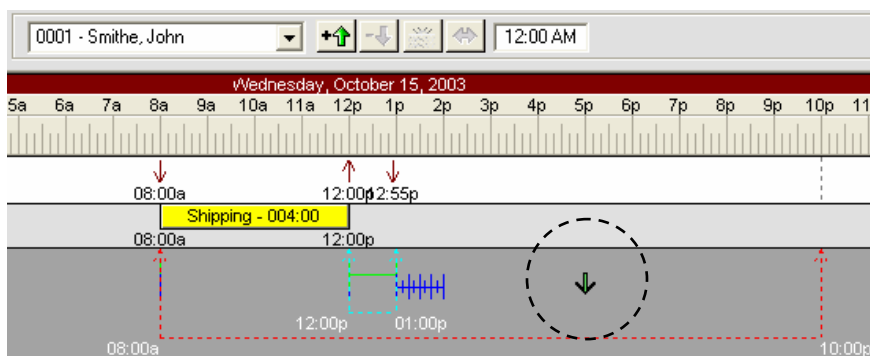 0001 - Smithe, John 12:00 AM
Wednesday, October 15, 2003
5a 6a 7a 8a 9a 10a 11a 12p 1p 2p 3p 4p 5p 6p 7p 8p 9p 10p 11
08:00a 12:00p 12:55p
Shipping - 004:00
08:00a 12:00p
12:00p 01:00p
08:00a 10:00p